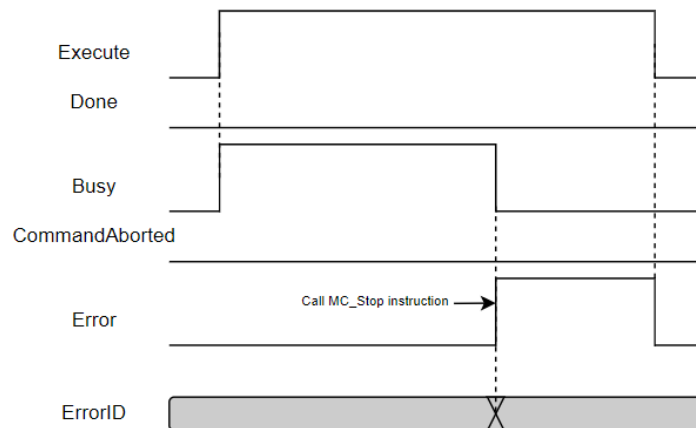 Execute
Done
Busy
CommandAborted
Call MC_Stop instruction
Error
ErrorID